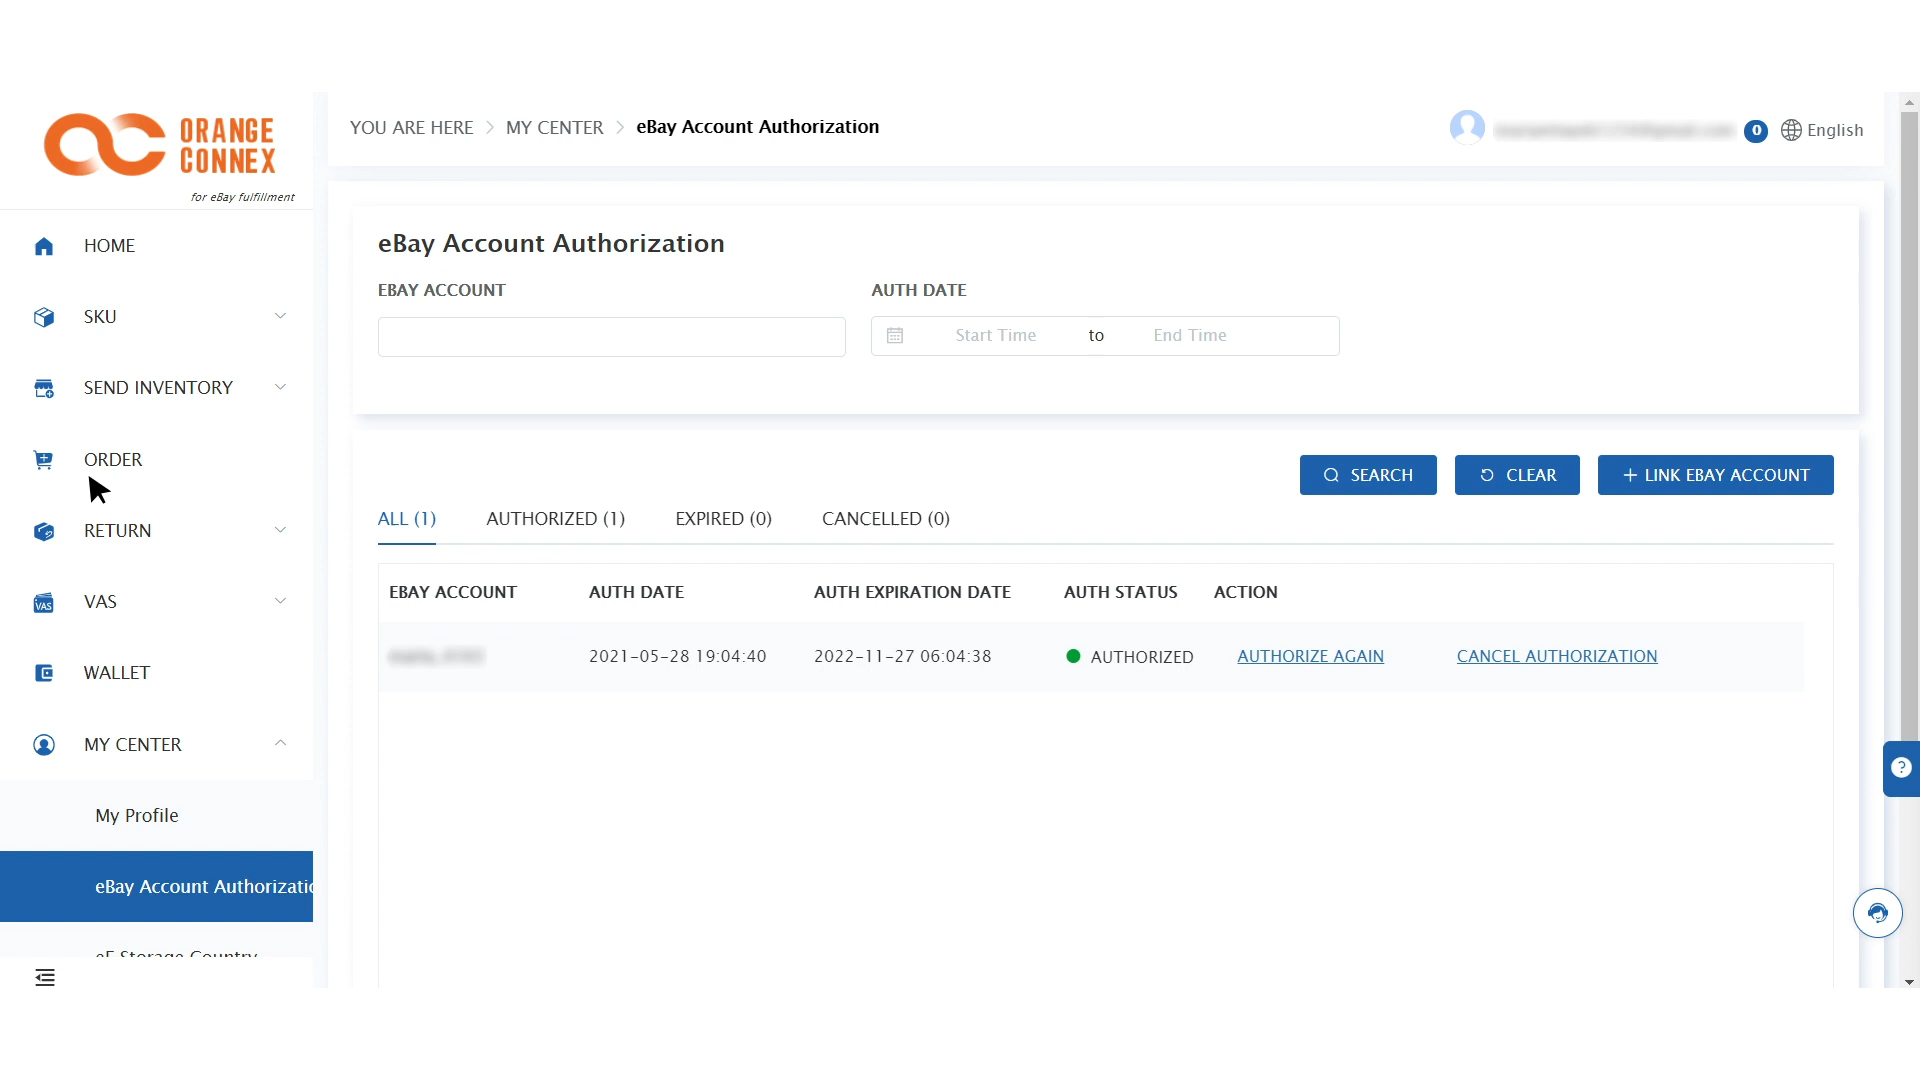 ORANGE
CONNEX
for eBay fulfillment
HOME
SKU
SEND INVENTORY
ORDER
RETURN
VAS
VAS
WALLET
MY CENTER
My Profile
eBay Account Authorizatio
eF Storage Country
YOU ARE HERE > MY CENTER > eBay Account Authorization
0 English
eBay Account Authorization
EBAY ACCOUNT AUTH DATE
Start Time to End Time
SEARCH CLEAR + LINK EBAY ACCOUNT
ALL (1) AUTHORIZED (1) EXPIRED (0) CANCELLED (0)
EBAY ACCOUNT AUTH DATE AUTH EXPIRATION DATE AUTH STATUS ACTION
2021-05-28 19:04:40 2022-11-27 06:04:38 AUTHORIZED AUTHORIZE AGAIN CANCEL AUTHORIZATION
?